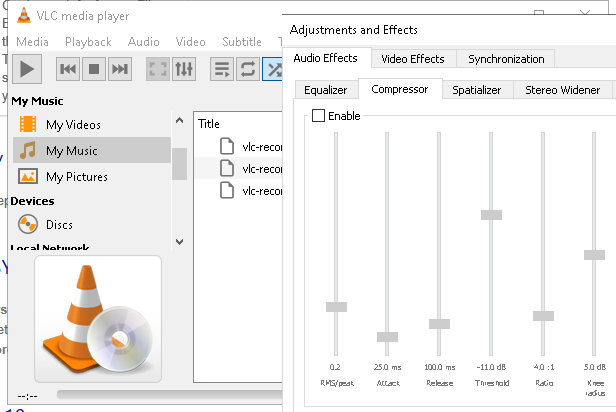 VLC media player
Media Playback Audio Video Subtitle
My Music
My Videos
My Music
My Pictures
Devices
Discs
Local Network
Title
vlc-recor
vlc-recor
vlc-recor
--:--
Adjustments and Effects
Audio Effects Video Effects Synchronization
Equalizer Compressor Spatializer Stereo Widener
Enable
0.2 25.0 ms 100.0 ms -11.0 dB 4.0 :1 5.0 dB
RMS/peak Attack Release Threshold Ratio Knee
radius